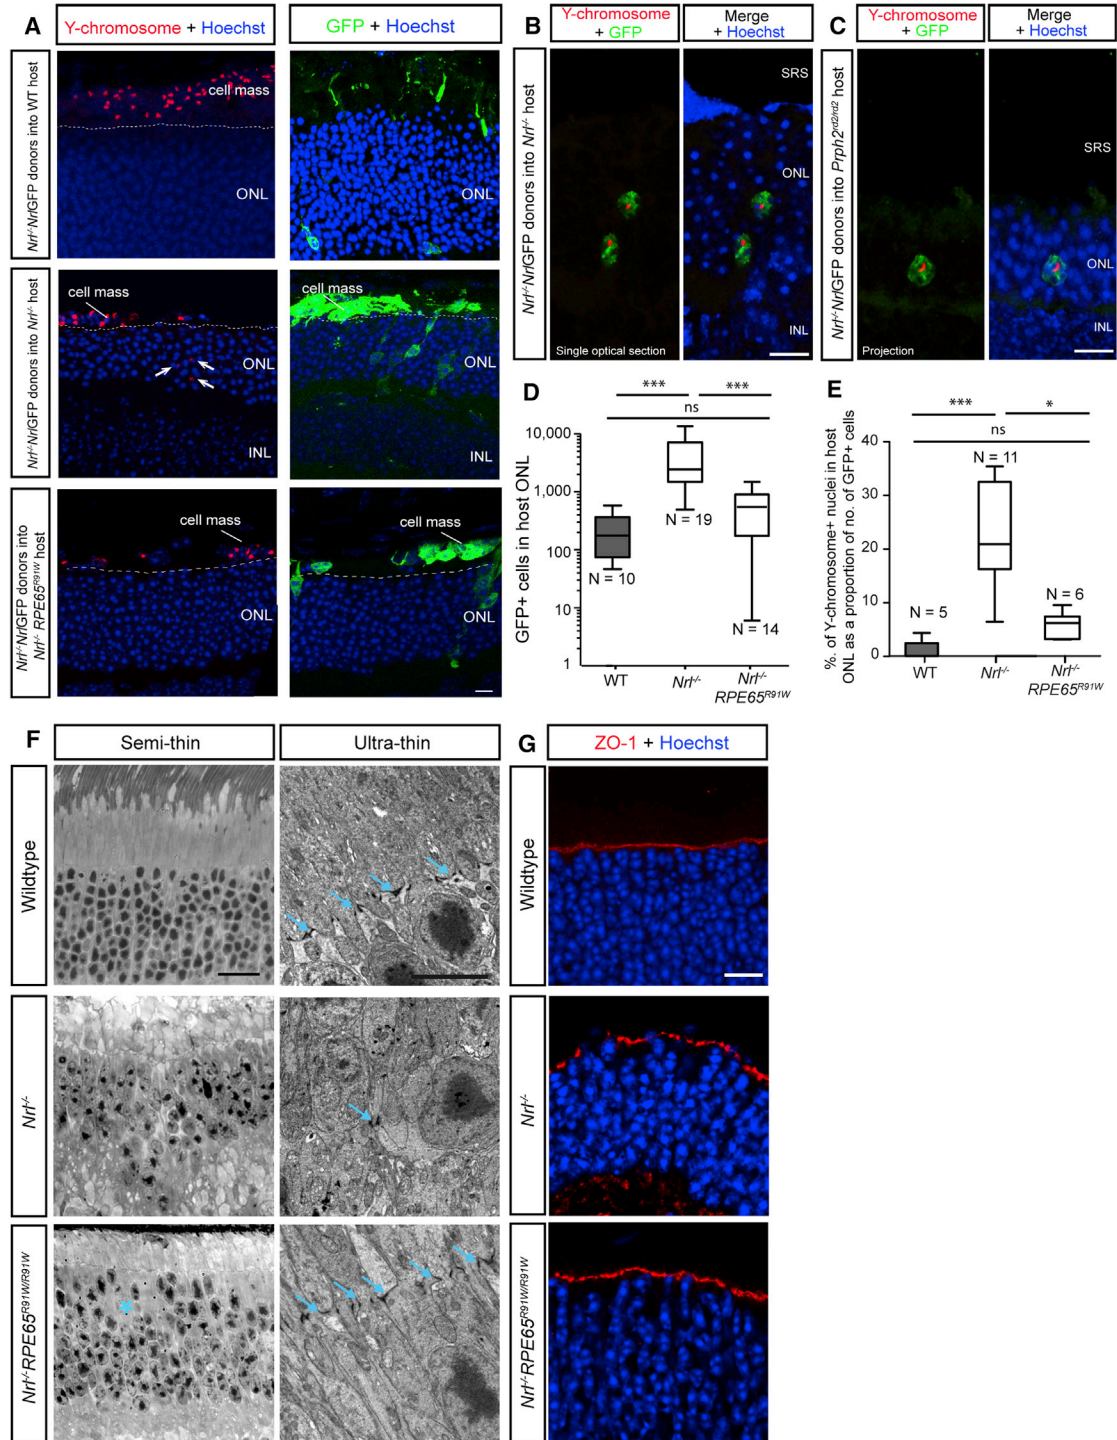 A
Y-chromosome + Hoechst
GFP + Hoechst
Nrl-/-NrlGFP donors into WT host
cell mass
ONL
ONL
Nrl-/-NrlGFP donors into Nrl-/- host
cell mass
ONL
INL
cell mass
ONL
INL
Nrl-/-NrlGFP donors into
Nrl-/- RPE65R91W host
cell mass
ONL
cell mass
ONL
B
Y-chromosome
+ GFP
Merge
+ Hoechst
Nrl-/-NrlGFP donors into Nrl-/- host
Single optical section
SRS
ONL
INL
C
Y-chromosome
+ GFP
Merge
+ Hoechst
Nrl-/-NrlGFP donors into Prph2rd2/rd2 host
Projection
SRS
ONL
INL
D
***
***
ns
GFP+ cells in host ONL
10,000
1,000
100
10
1
N = 10
N = 19
N = 14
WT
Nrl-/-
Nrl-/-
RPE65R91W
E
***
*
ns
%. of Y-chromosome+ nuclei in host
ONL as a proportion of no. of GFP+ cells
40
30
20
10
0
N = 5
N = 11
N = 6
WT
Nrl-/-
Nrl-/-
RPE65R91W
F
Semi-thin
Ultra-thin
Wildtype
Nrl-/-
Nrl-/-RPE65R91W/R91W
*
G
ZO-1 + Hoechst
Wildtype
Nrl-/-
Nrl-/-RPE65R91W/R91W